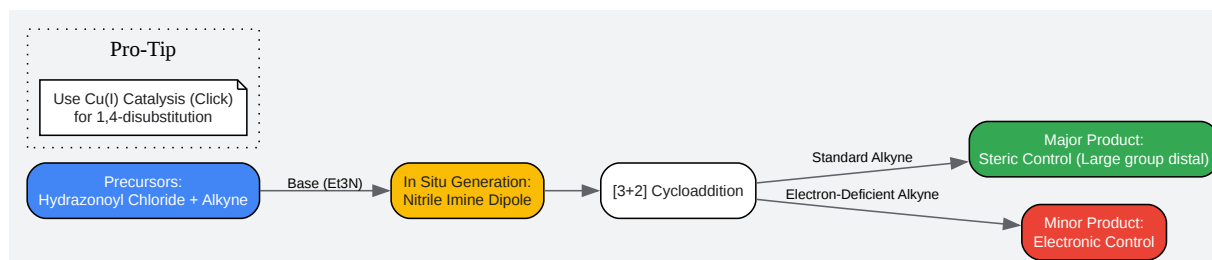 Pro-Tip
Use Cu(I) Catalysis (Click)
for 1,4-disubstitution
Precursors:
Hydrazonoyl Chloride + Alkyne
Base (Et3N)
In Situ Generation:
Nitrile Imine Dipole
[3+2] Cycloaddition
Standard Alkyne
Electron-Deficient Alkyne
Major Product:
Steric Control (Large group distal)
Minor Product:
Electronic Control